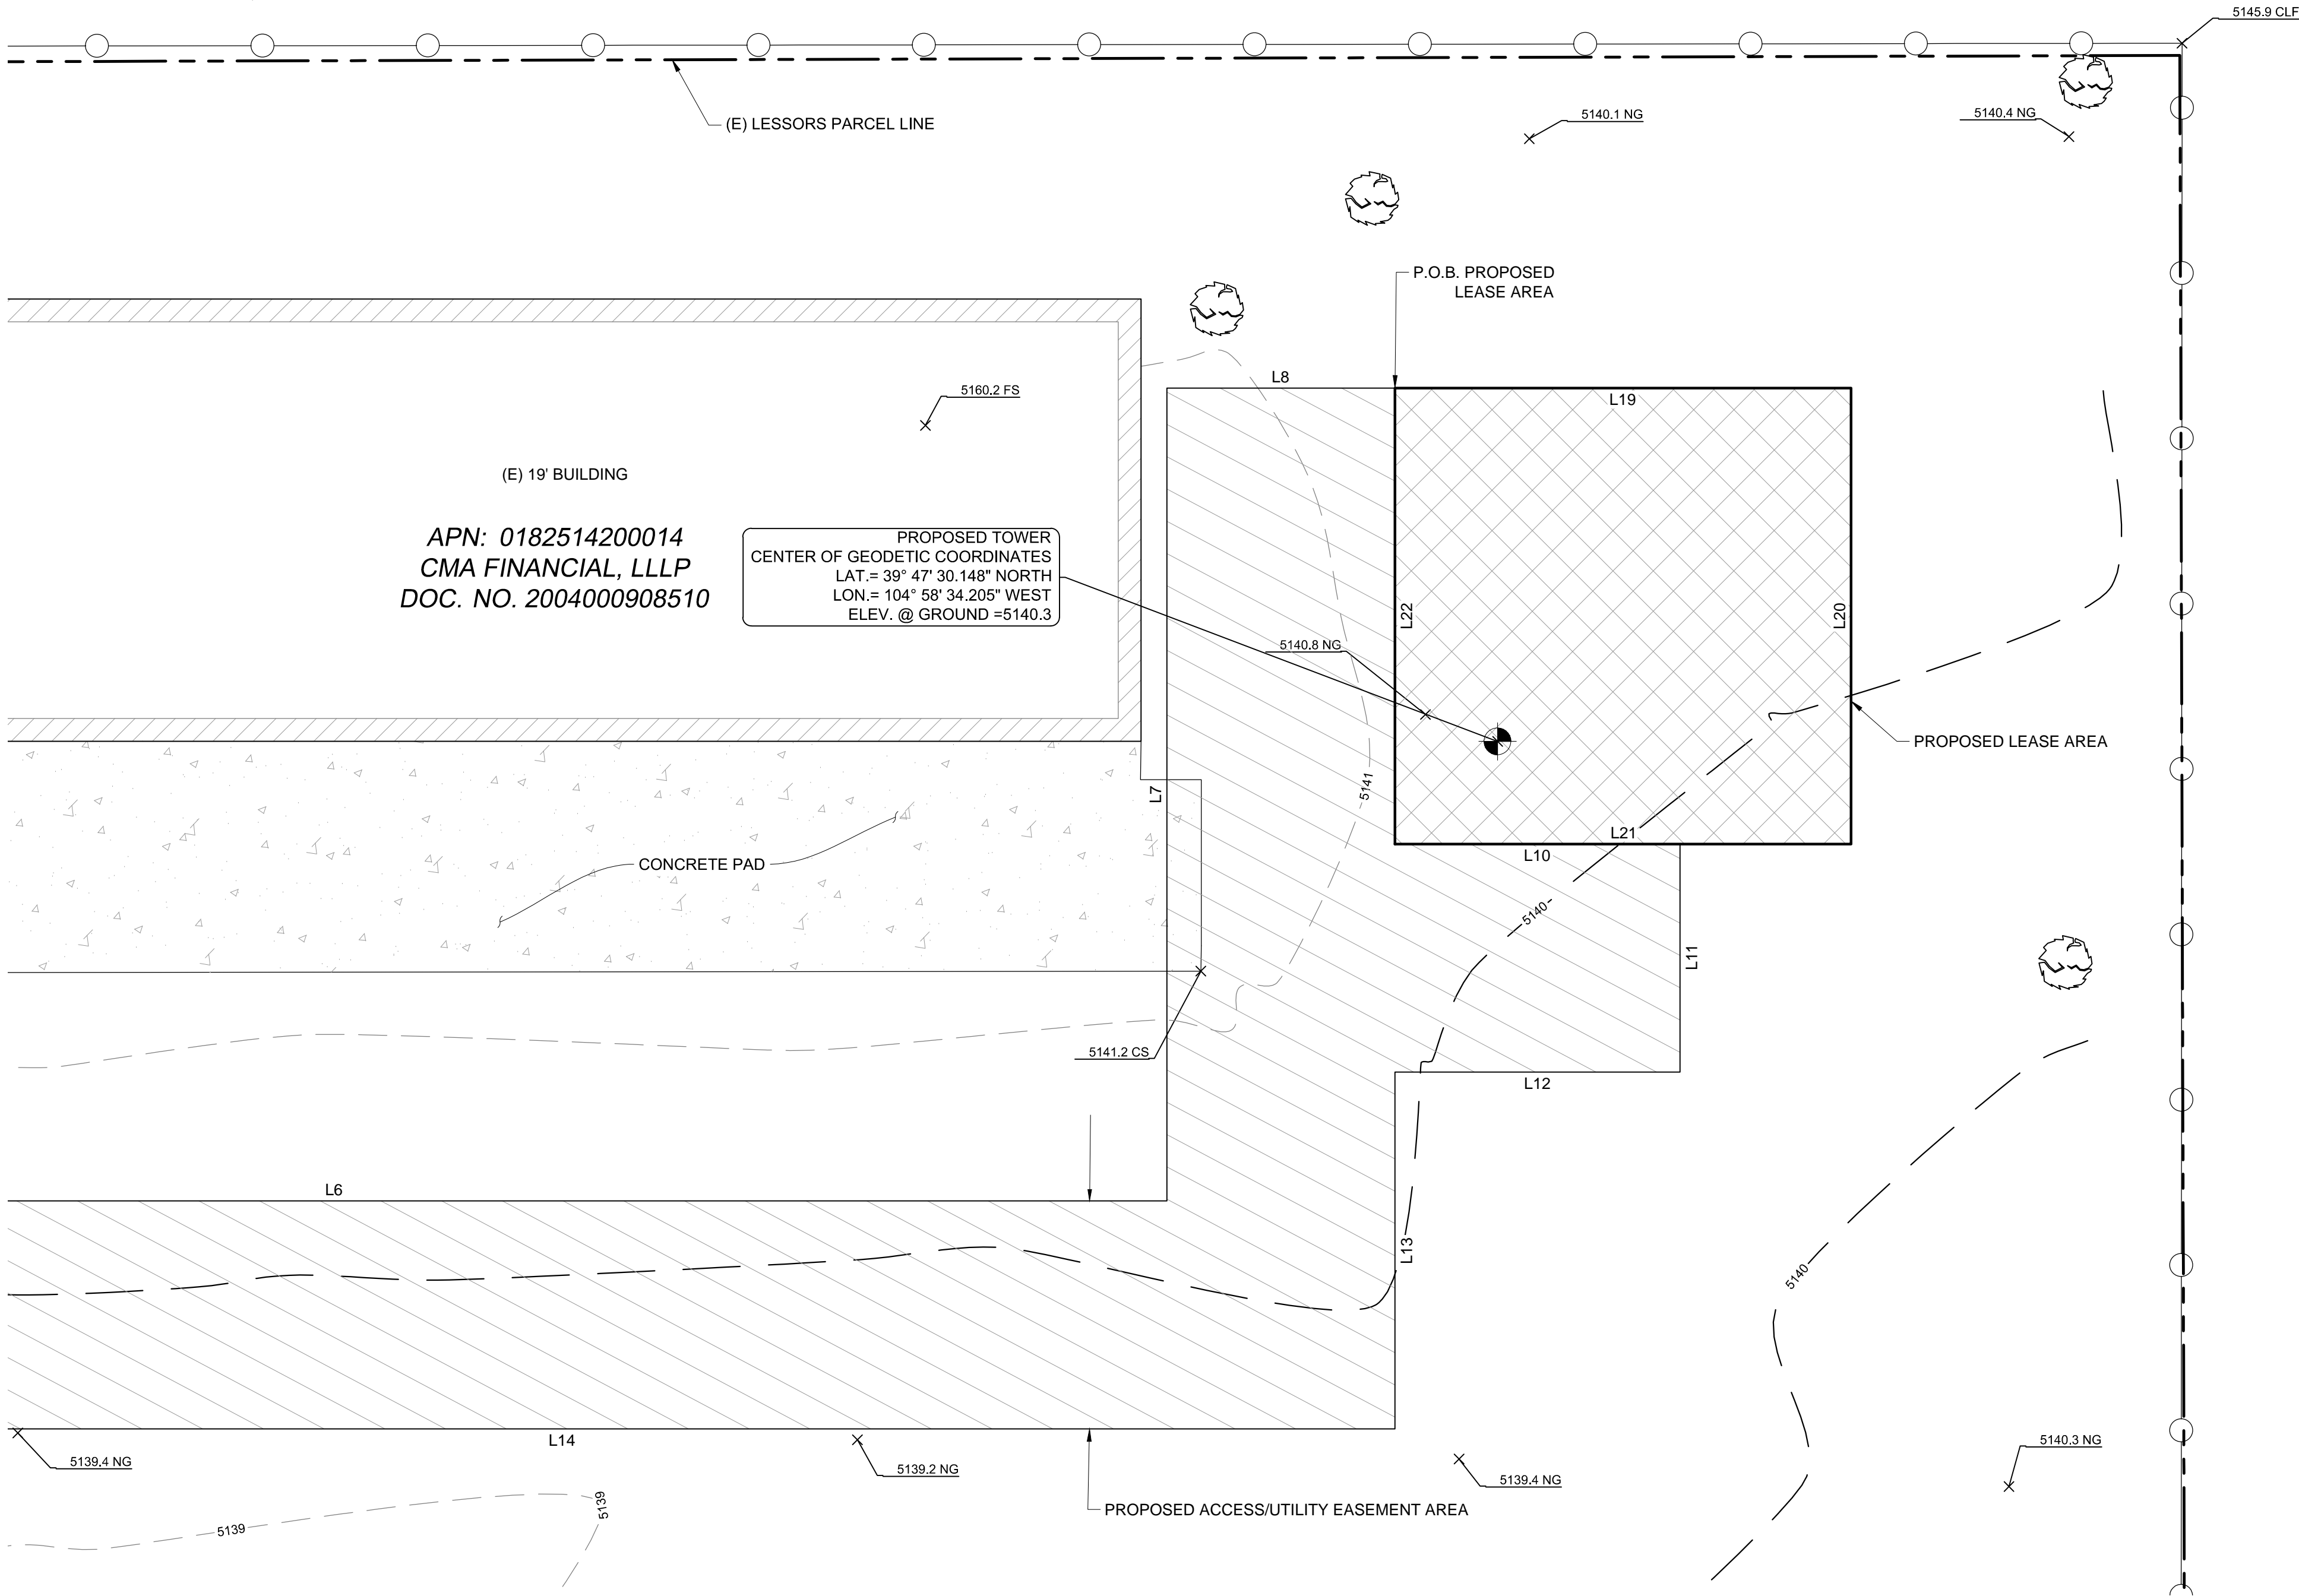 5145.9 CLF
(E) LESSORS PARCEL LINE
5140.1 NG
5140.4 NG
P.O.B. PROPOSED
LEASE AREA
L8
L19
5160.2 FS
(E) 19' BUILDING
APN: 0182514200014
CMA FINANCIAL, LLLP
DOC. NO. 2004000908510
PROPOSED TOWER
CENTER OF GEODETIC COORDINATES
LAT.= 39° 47' 30.148" NORTH
LON.= 104° 58' 34.205" WEST
ELEV. @ GROUND =5140.3
L22
L20
5140.8 NG
PROPOSED LEASE AREA
L7
5141
L21
L10
CONCRETE PAD
5140
L11
5141.2 CS
L12
L6
L13
5140
L14
5139.4 NG
5139.2 NG
5139.4 NG
5140.3 NG
PROPOSED ACCESS/UTILITY EASEMENT AREA
5139
5139